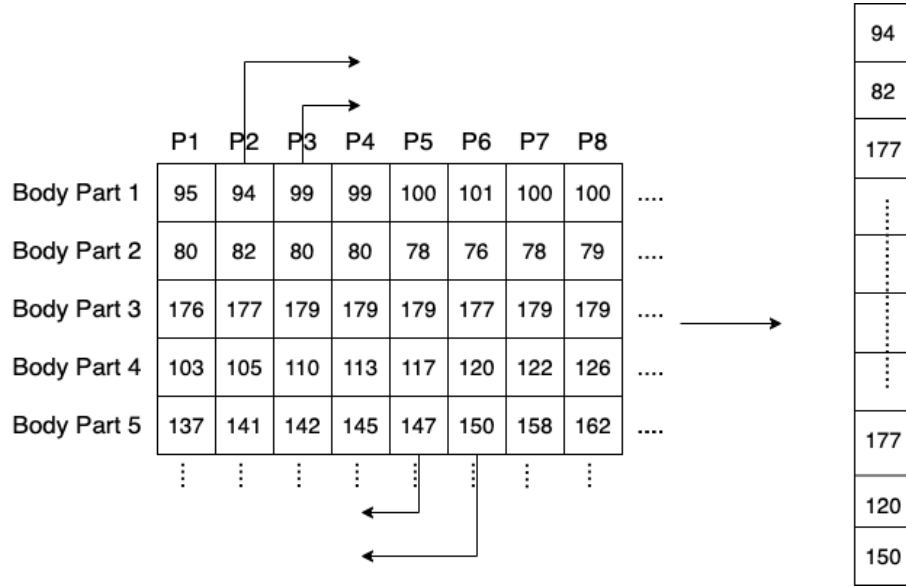 P1 P2 P3 P4 P5 P6 P7 P8
Body Part 1 95 94 99 99 100 101 100 100 ....
Body Part 2 80 82 80 80 78 76 78 79 ....
Body Part 3 176 177 179 179 179 177 179 179 ....
Body Part 4 103 105 110 113 117 120 122 126 ....
Body Part 5 137 141 142 145 147 150 158 162 ....
94
82
177
177
120
150